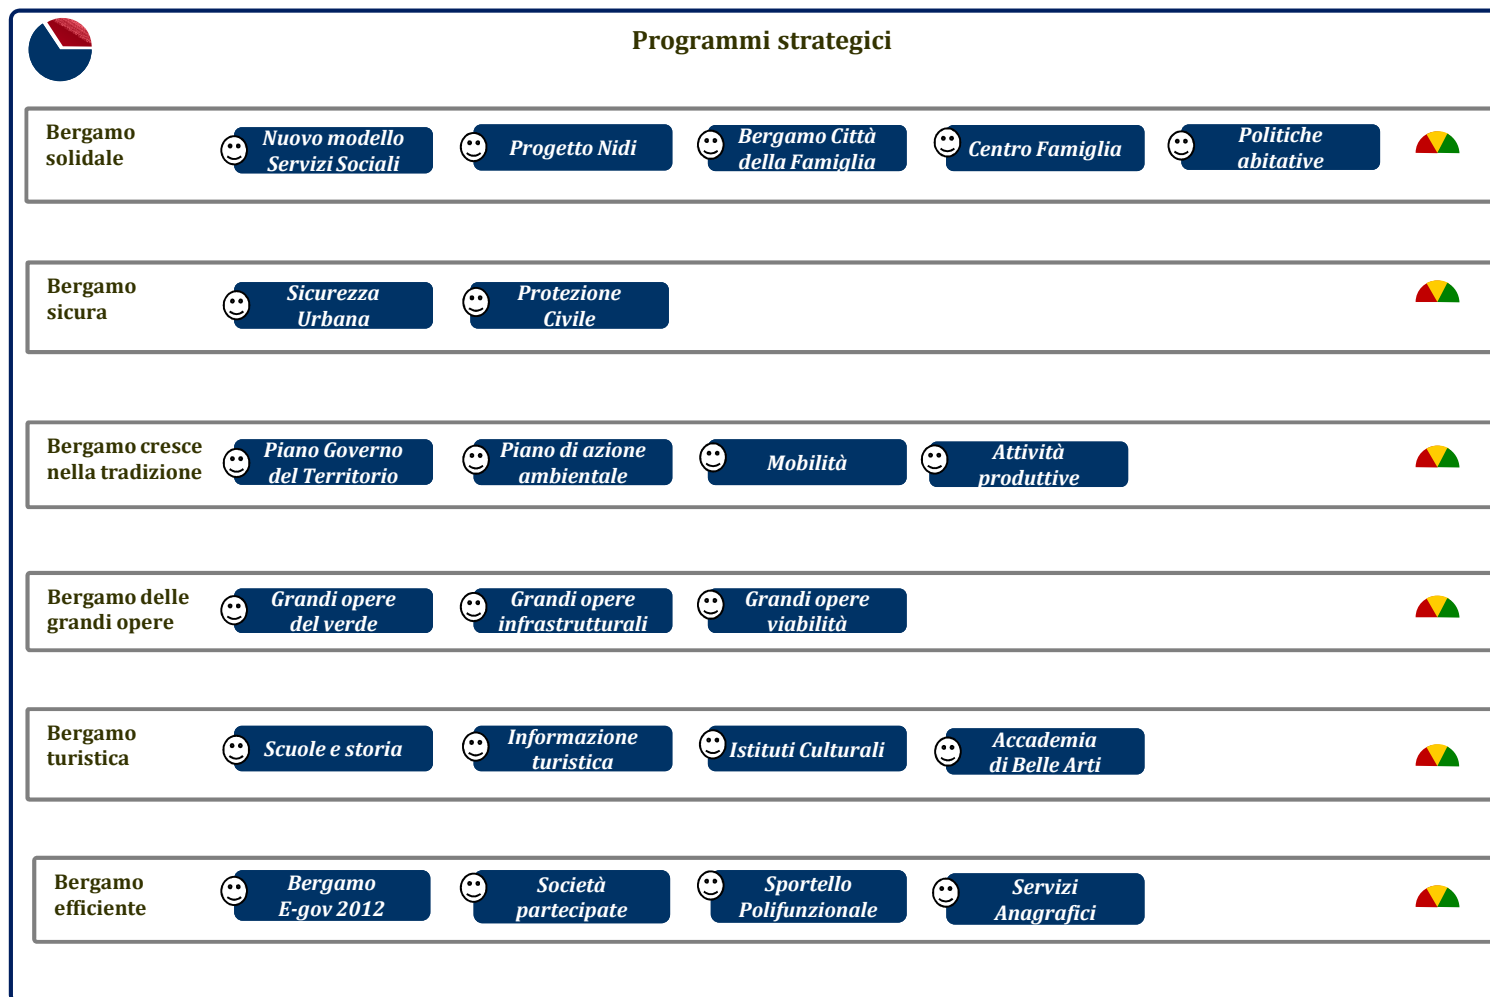 Programmi strategici
Bergamo
solidale
Nuovo modello
Servizi Sociali
Progetto Nidi
Bergamo Città
della Famiglia
Centro Famiglia
Politiche
abitative
Bergamo
sicura
Sicurezza
Urbana
Protezione
Civile
Bergamo cresce
nella tradizione
Piano Governo
del Territorio
Piano di azione
ambientale
Mobilità
Attività
produttive
Bergamo delle
grandi opere
Grandi opere
del verde
Grandi opere
infrastrutturali
Grandi opere
viabilità
Bergamo
turistica
Scuole e storia
Informazione
turistica
Istituti Culturali
Accademia
di Belle Arti
Bergamo
efficiente
Bergamo
E-gov 2012
Società
partecipate
Sportello
Polifunzionale
Servizi
Anagrafici